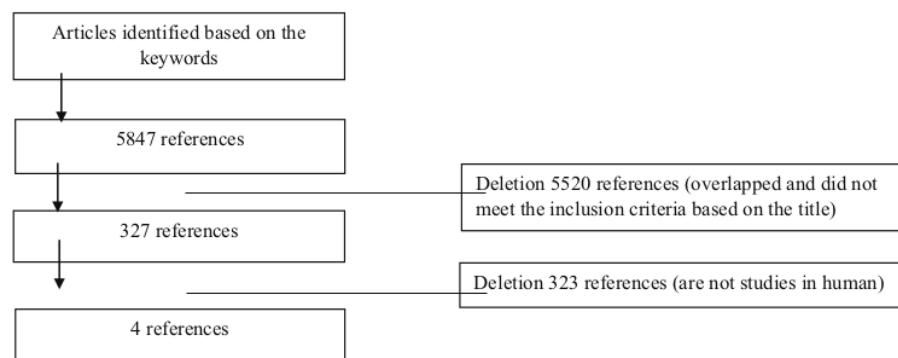 Articles identified based on the
keywords
5847 references
Deletion 5520 references (overlapped and did not
meet the inclusion criteria based on the title)
327 references
Deletion 323 references (are not studies in human)
4 references